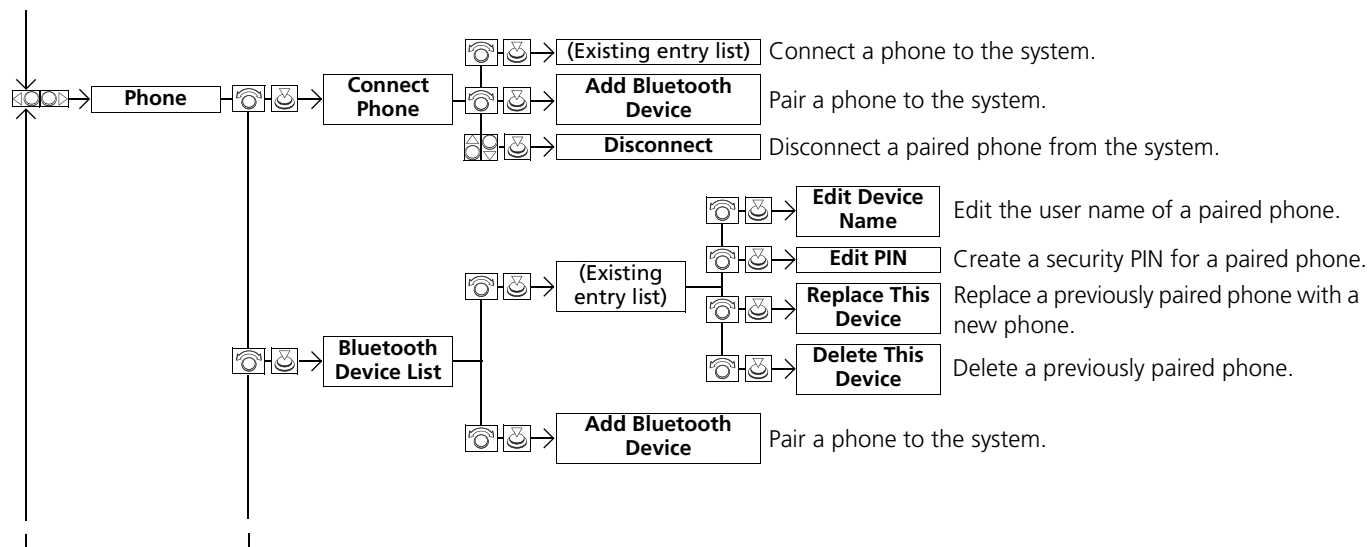 (Existing entry list) Connect a phone to the system.
Phone
Connect
Phone
Add Bluetooth
Device
Pair a phone to the system.
Disconnect Disconnect a paired phone from the system.
Edit Device
Name
Edit the user name of a paired phone.
(Existing
entry list)
Edit PIN Create a security PIN for a paired phone.
Replace This
Device
Replace a previously paired phone with a
new phone.
Bluetooth
Device List
Delete This
Device
Delete a previously paired phone.
Add Bluetooth
Device
Pair a phone to the system.